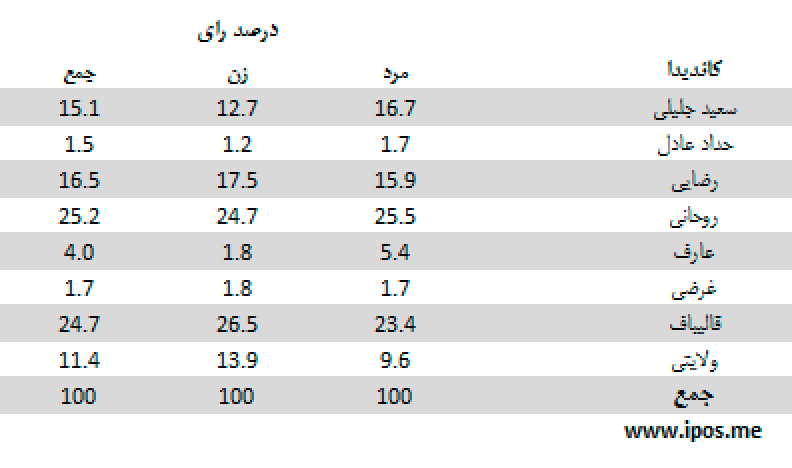 درصد رای
کاندیدا مرد زن جمع
سعید جلیلی 16.7 12.7 15.1
حداد عادل 1.7 1.2 1.5
رضایی 15.9 17.5 16.5
روحانی 25.5 24.7 25.2
عارف 5.4 1.8 4.0
غرضی 1.7 1.8 1.7
قالیباف 23.4 26.5 24.7
ولایتی 9.6 13.9 11.4
جمع 100 100 100
www.ipos.me